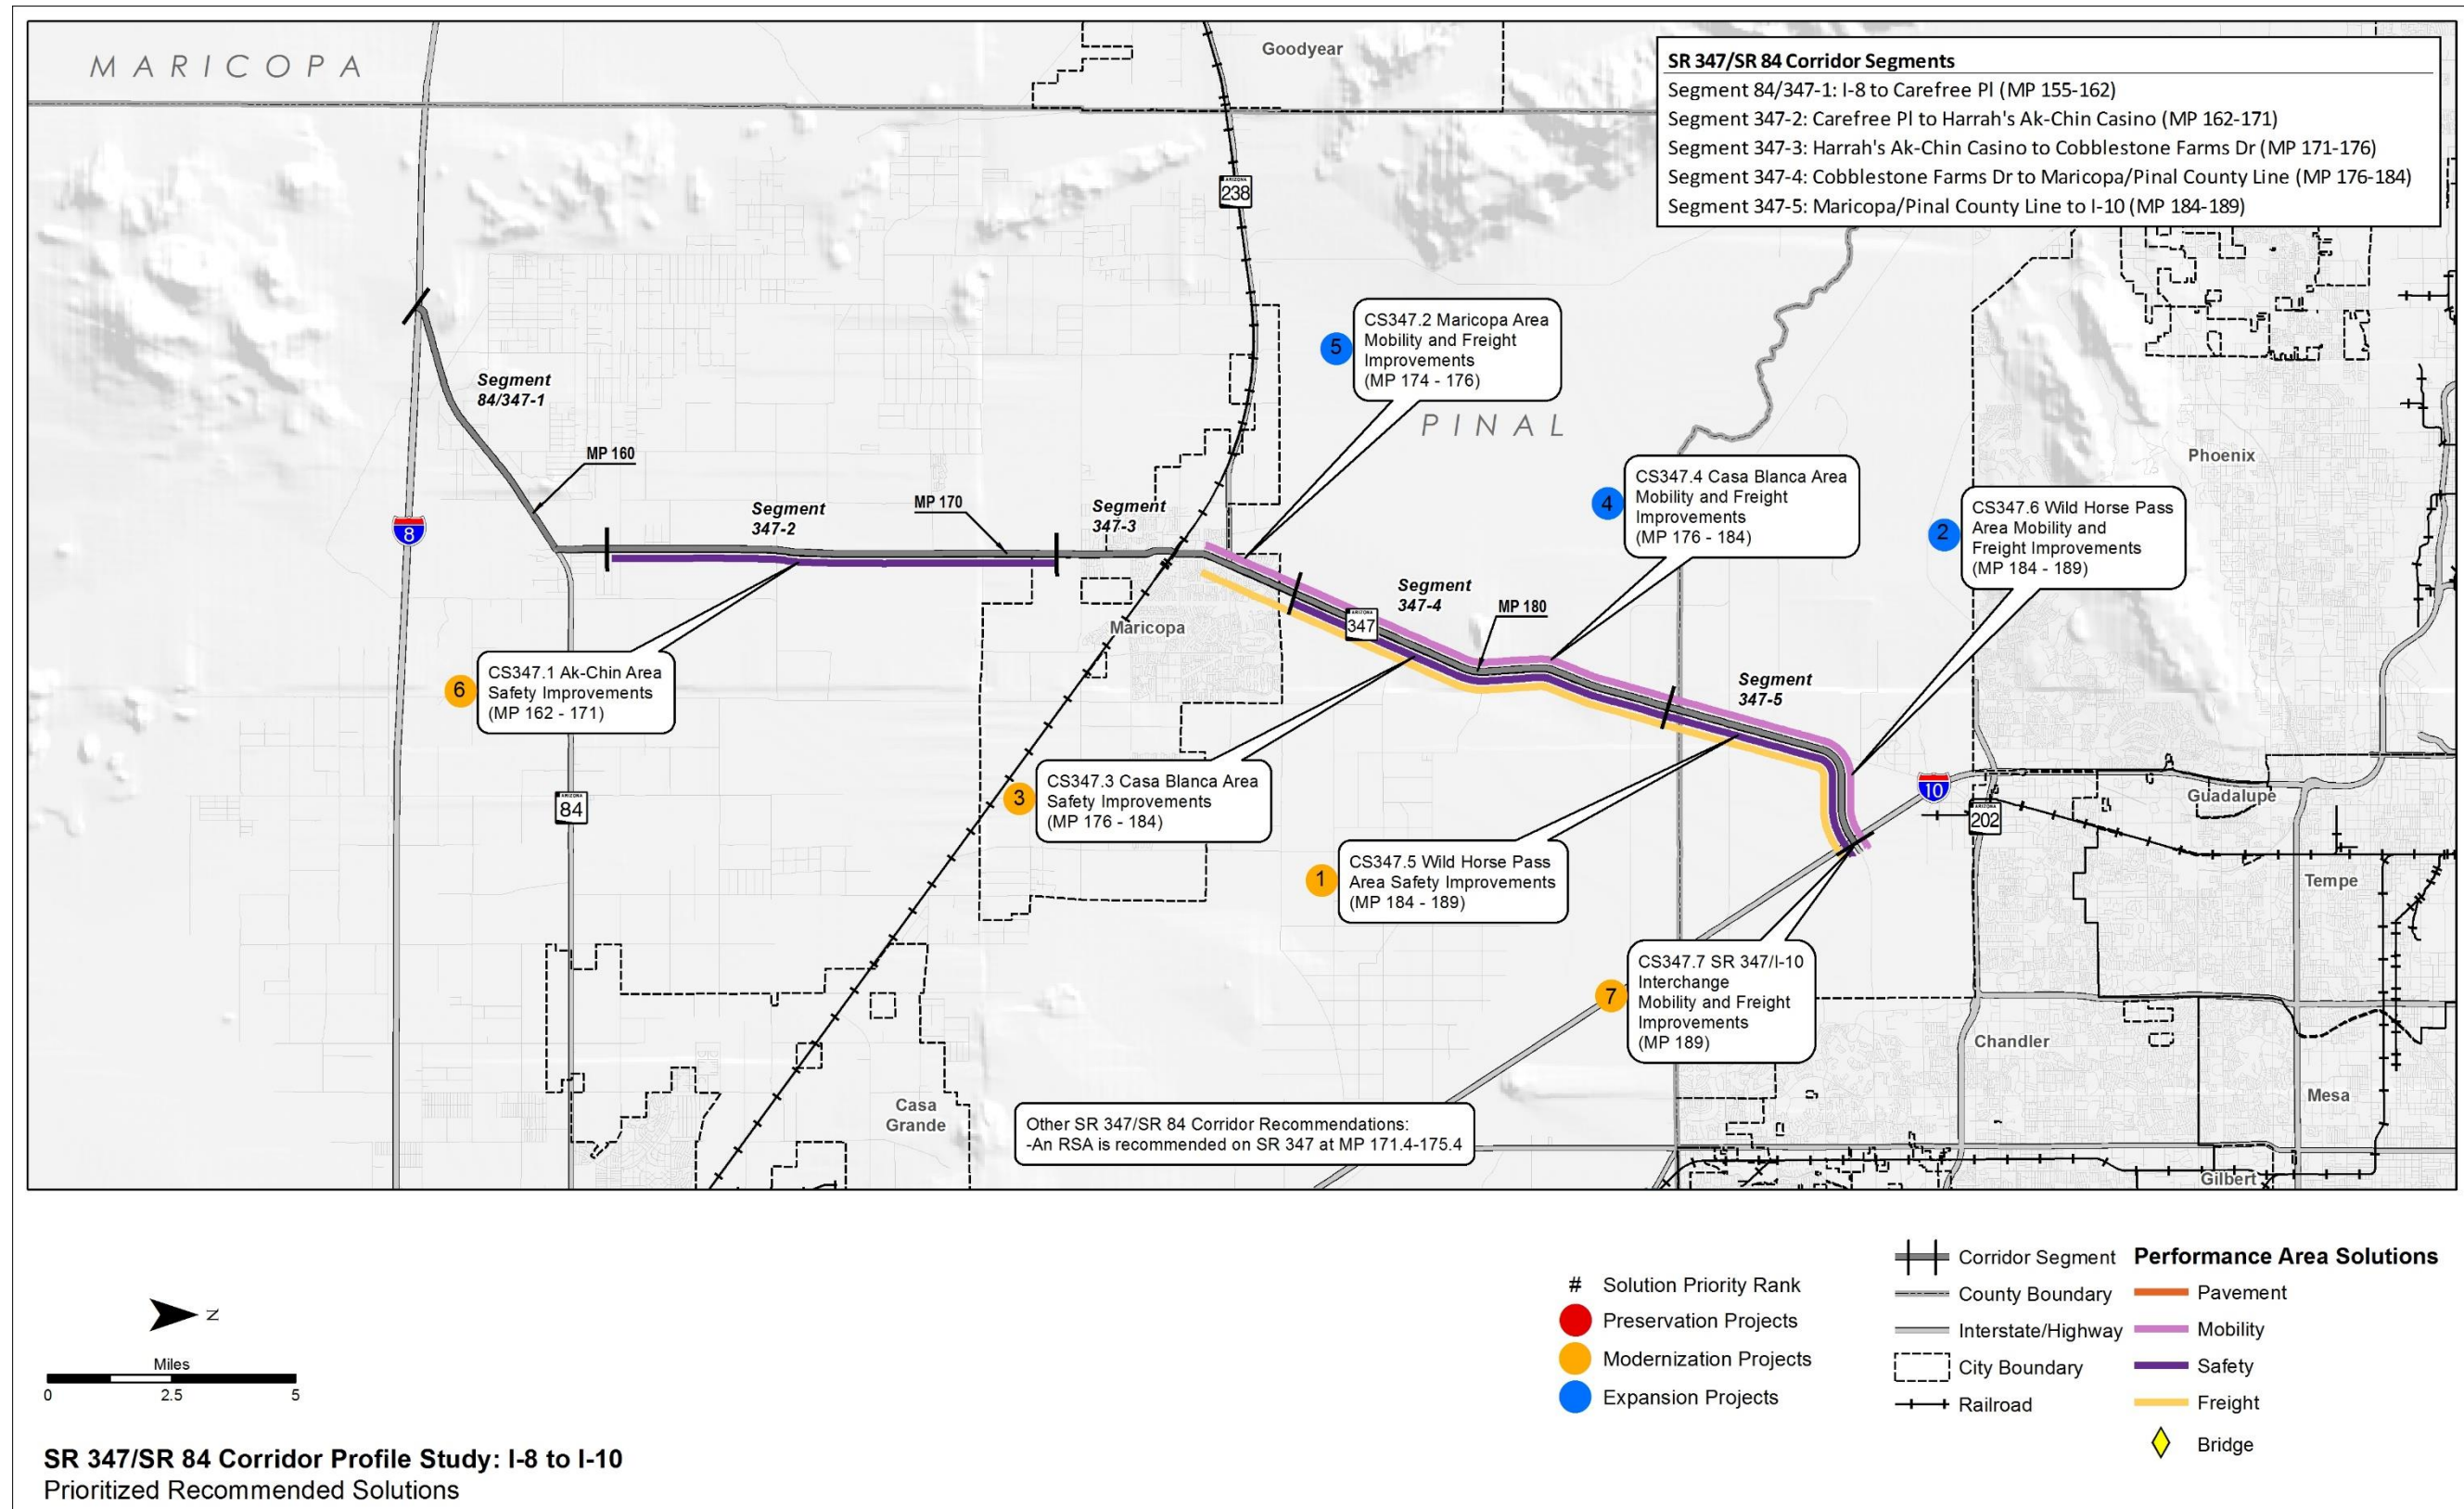 MARICOPA
Goodyear
SR 347/SR 84 Corridor Segments
Segment 84/347-1: I-8 to Carefree Pl (MP 155-162)
Segment 347-2: Carefree Pl to Harrah's Ak-Chin Casino (MP 162-171)
Segment 347-3: Harrah's Ak-Chin Casino to Cobblestone Farms Dr (MP 171-176)
Segment 347-4: Cobblestone Farms Dr to Maricopa/Pinal County Line (MP 176-184)
Segment 347-5: Maricopa/Pinal County Line to I-10 (MP 184-189)
ARIZONA
238
5
CS347.2 Maricopa Area
Mobility and Freight
Improvements
(MP 174 - 176)
Segment
84/347-1
PINAL
Phoenix
MP 160
4
CS347.4 Casa Blanca Area
Mobility and Freight
Improvements
(MP 176 - 184)
2
CS347.6 Wild Horse Pass
Area Mobility and
Freight Improvements
(MP 184 - 189)
8
Segment
347-2
MP 170
Segment
347-3
Segment
347-4
MP 180
ARIZONA
347
Maricopa
6
CS347.1 Ak-Chin Area
Safety Improvements
(MP 162 - 171)
Segment
347-5
3
CS347.3 Casa Blanca Area
Safety Improvements
(MP 176 - 184)
ARIZONA
84
10
ARIZONA
202
Guadalupe
1
CS347.5 Wild Horse Pass
Area Safety Improvements
(MP 184 - 189)
Tempe
7
CS347.7 SR 347/I-10
Interchange
Mobility and Freight
Improvements
(MP 189)
Chandler
Mesa
Casa
Grande
Other SR 347/SR 84 Corridor Recommendations:
-An RSA is recommended on SR 347 at MP 171.4-175.4
Gilbert
N
Miles
0 2.5 5
# Solution Priority Rank
Preservation Projects
Modernization Projects
Expansion Projects
Corridor Segment
County Boundary
Interstate/Highway
City Boundary
Railroad
Performance Area Solutions
Pavement
Mobility
Safety
Freight
Bridge
SR 347/SR 84 Corridor Profile Study: I-8 to I-10
Prioritized Recommended Solutions